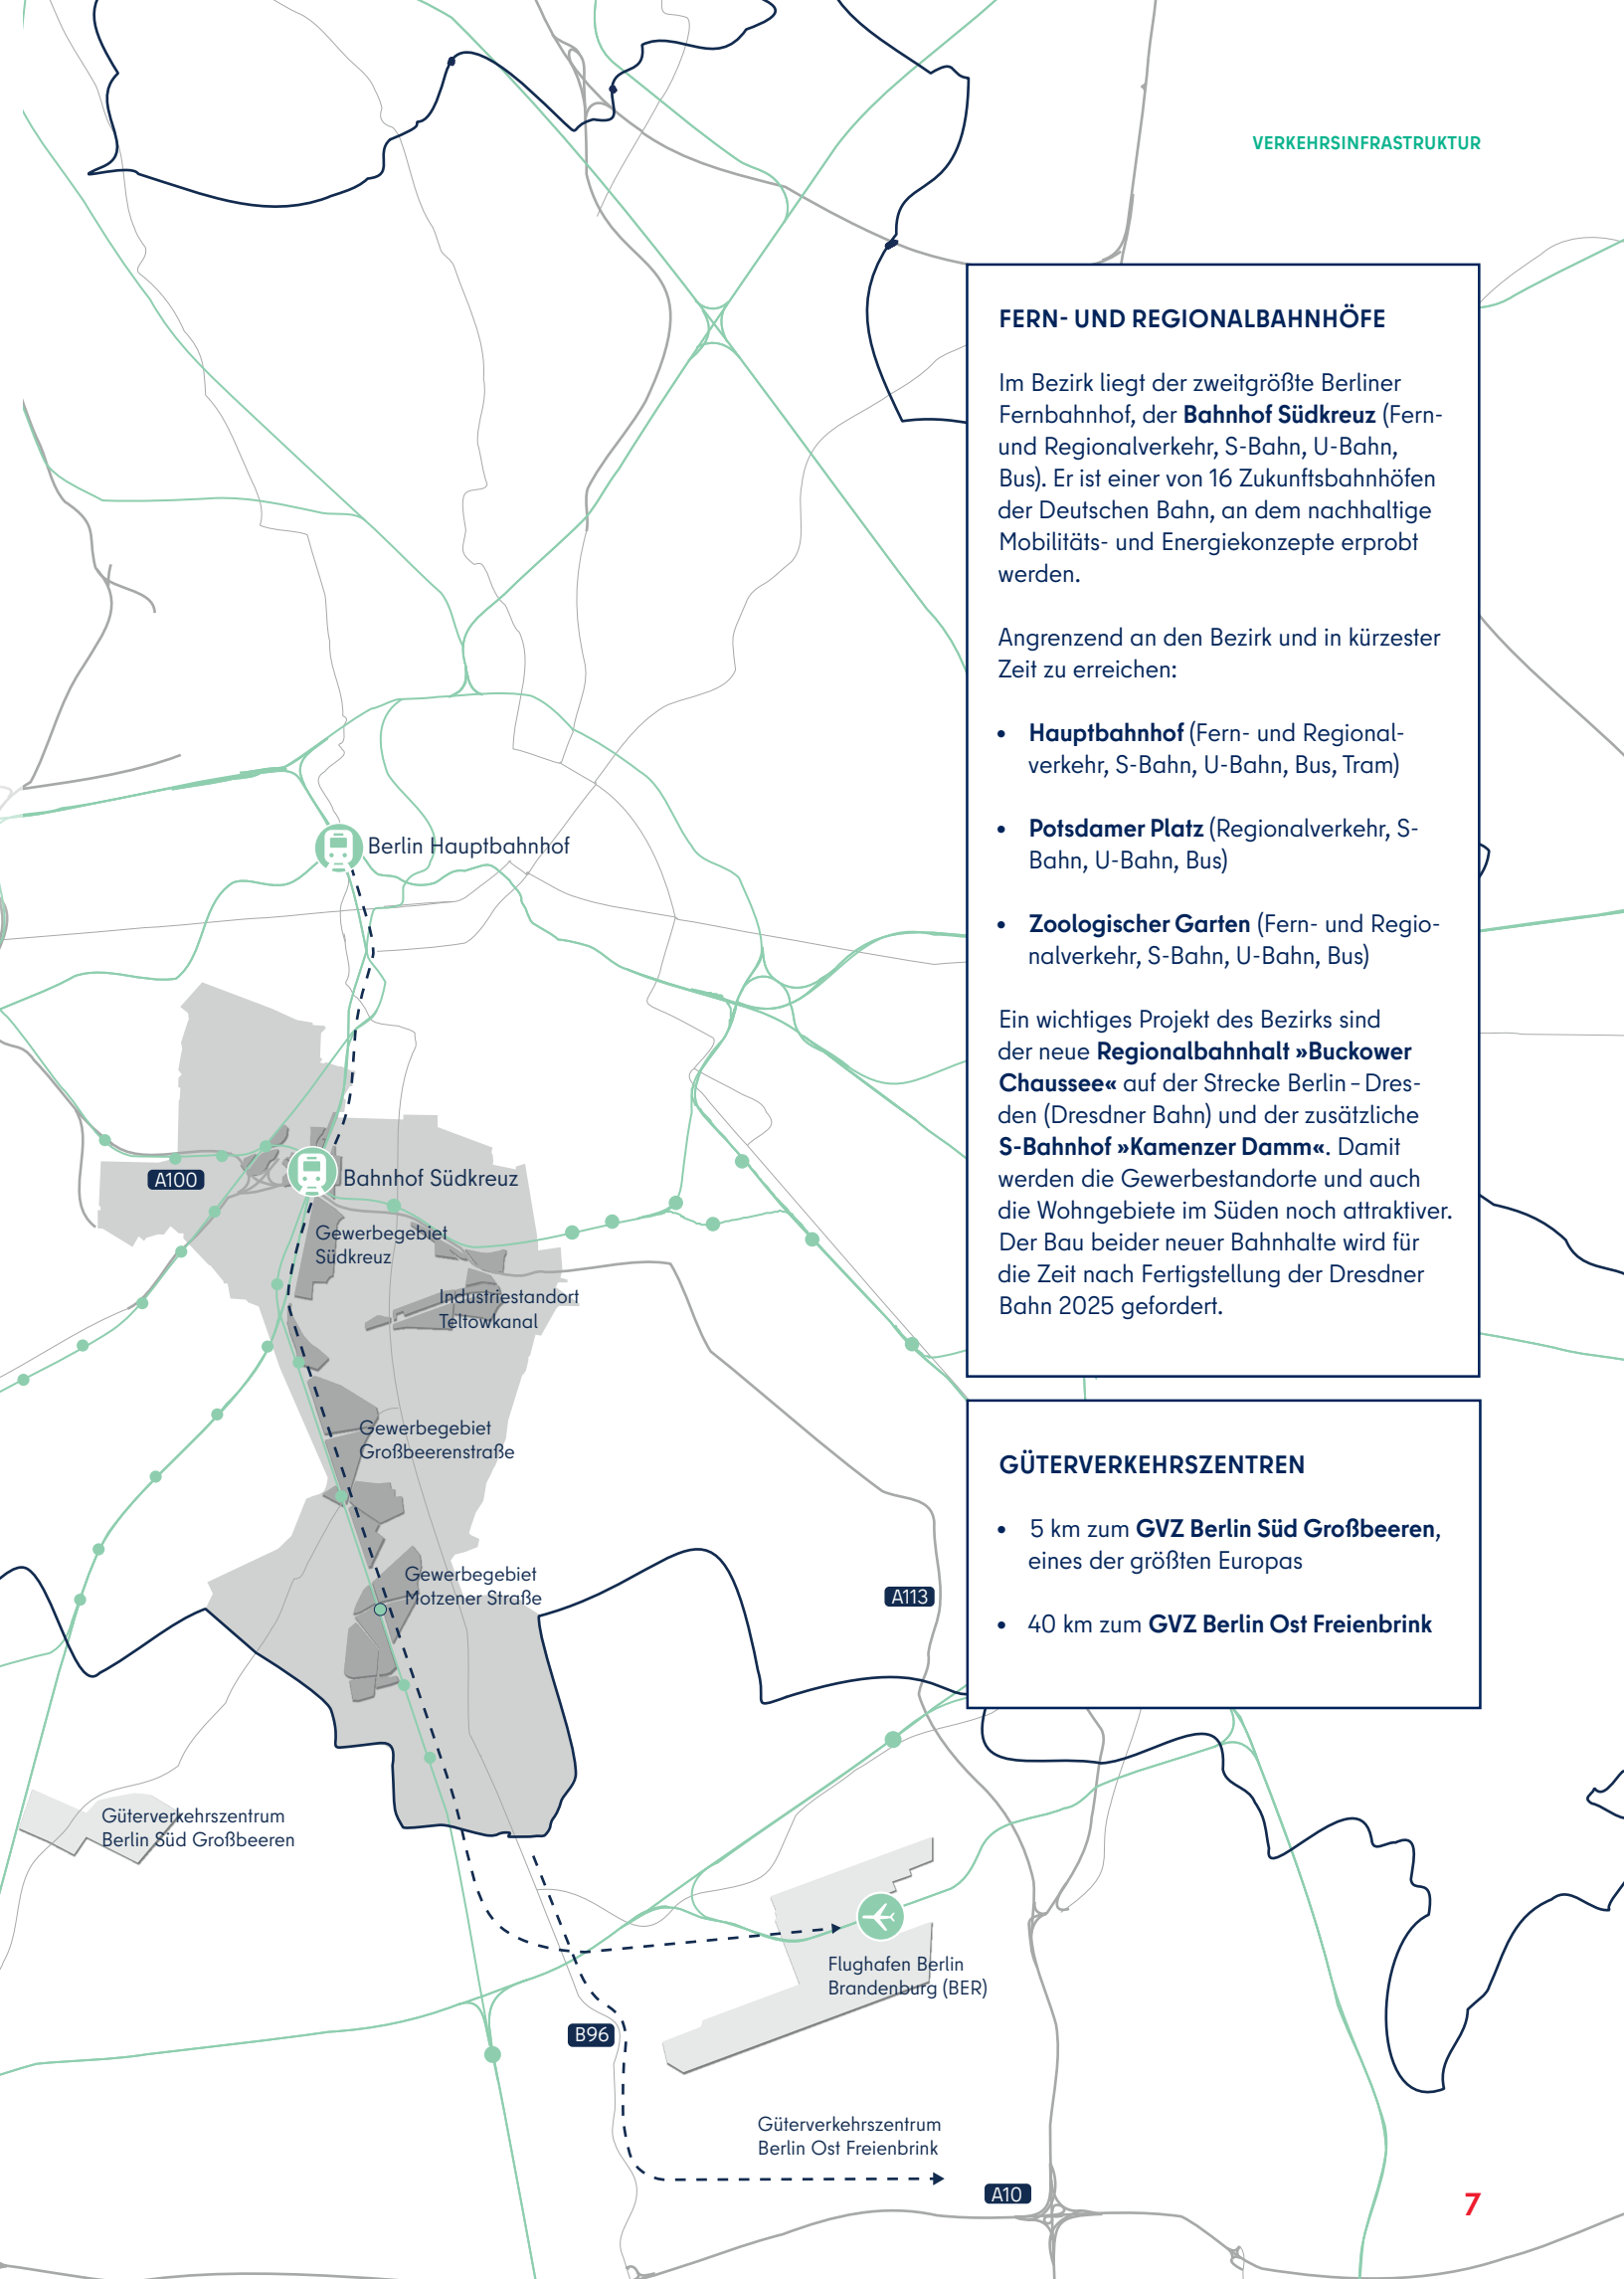 VERKEHRSINFRASTRUKTUR
FERN- UND REGIONALBAHNHÖFE
Im Bezirk liegt der zweitgrößte Berliner
Fernbahnhof, der Bahnhof Südkreuz (Fern-
und Regionalverkehr, S-Bahn, U-Bahn,
Bus). Er ist einer von 16 Zukunftsbahnhöfen
der Deutschen Bahn, an dem nachhaltige
Mobilitäts- und Energiekonzepte erprobt
werden.
Angrenzend an den Bezirk und in kürzester
Zeit zu erreichen:
• Hauptbahnhof (Fern- und Regional-
verkehr, S-Bahn, U-Bahn, Bus, Tram)
• Potsdamer Platz (Regionalverkehr, S-
Bahn, U-Bahn, Bus)
• Zoologischer Garten (Fern- und Regio-
nalverkehr, S-Bahn, U-Bahn, Bus)
Ein wichtiges Projekt des Bezirks sind
der neue Regionalbahnhalt »Buckower
Chaussee« auf der Strecke Berlin – Dres-
den (Dresdner Bahn) und der zusätzliche
S-Bahnhof »Kamenzer Damm«. Damit
werden die Gewerbestandorte und auch
die Wohngebiete im Süden noch attraktiver.
Der Bau beider neuer Bahnhalte wird für
die Zeit nach Fertigstellung der Dresdner
Bahn 2025 gefordert.
GÜTERVERKEHRSZENTREN
• 5 km zum GVZ Berlin Süd Großbeeren,
eines der größten Europas
• 40 km zum GVZ Berlin Ost Freienbrink
Berlin Hauptbahnhof
A100
Bahnhof Südkreuz
Gewerbegebiet
Südkreuz
Industriestandort
Teltowkanal
Gewerbegebiet
Großbeerenstraße
Gewerbegebiet
Motzener Straße
A113
Güterverkehrszentrum
Berlin Süd Großbeeren
Flughafen Berlin
Brandenburg (BER)
B96
Güterverkehrszentrum
Berlin Ost Freienbrink
A10
7